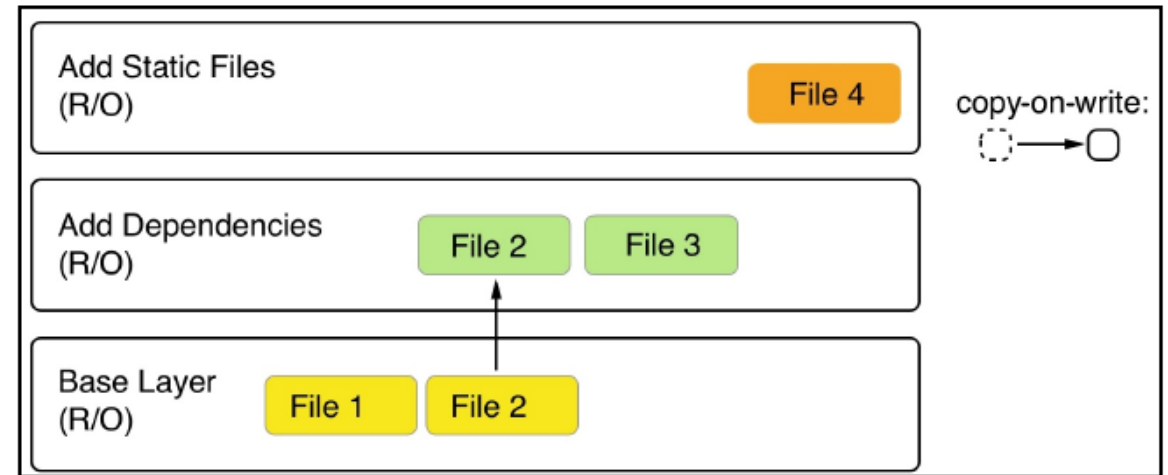 Add Static Files
(R/O)
File 4
copy-on-write:
Add Dependencies
(R/O)
File 2
File 3
Base Layer
(R/O)
File 1
File 2